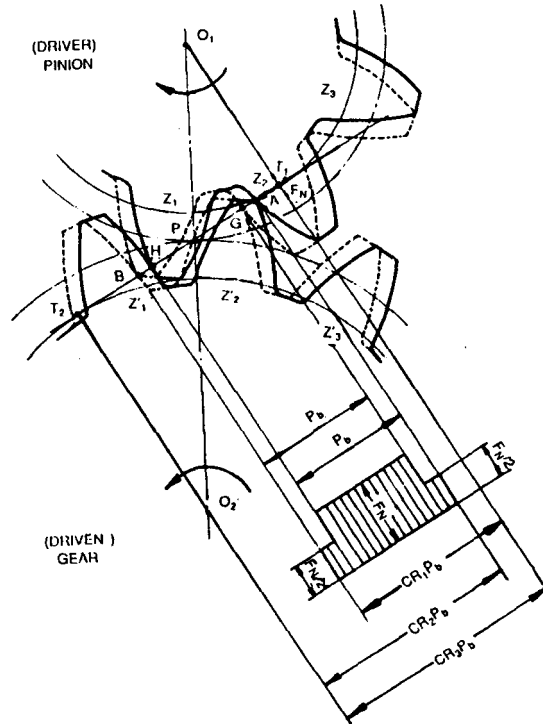 (DRIVER)
PINION
O₁
Z₃
Z₁
Z₂
T₁
A
F_N
P
G
H
B
T₂
Z'₁
Z'₂
Z'₃
P_b
P_b
F_N/2
F_N
F_N/2
O₂
(DRIVEN)
GEAR
CR₁P_b
CR₂P_b
CR₃P_b